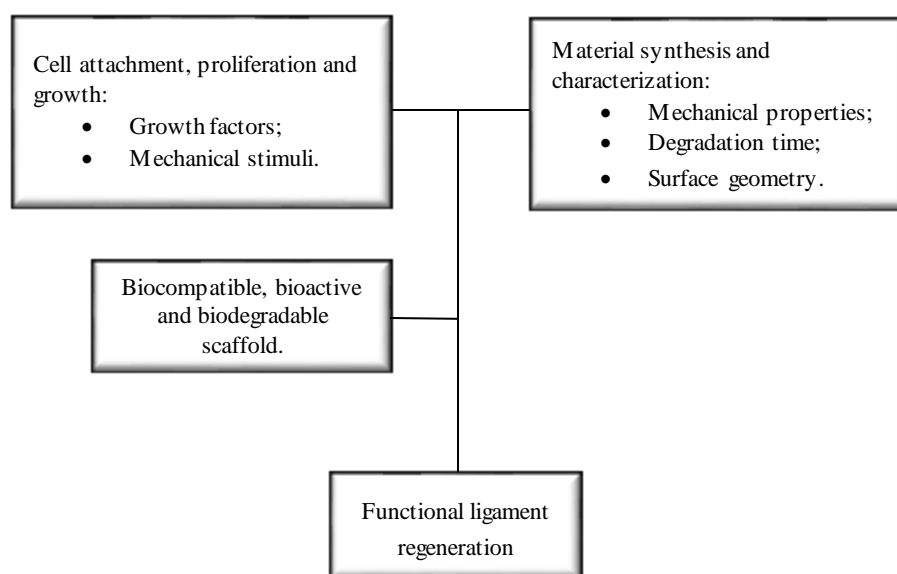 Cell attachment, proliferation and
growth:
• Growth factors;
• Mechanical stimuli.
Material synthesis and
characterization:
• Mechanical properties;
• Degradation time;
• Surface geometry.
Biocompatible, bioactive
and biodegradable
scaffold.
Functional ligament
regeneration